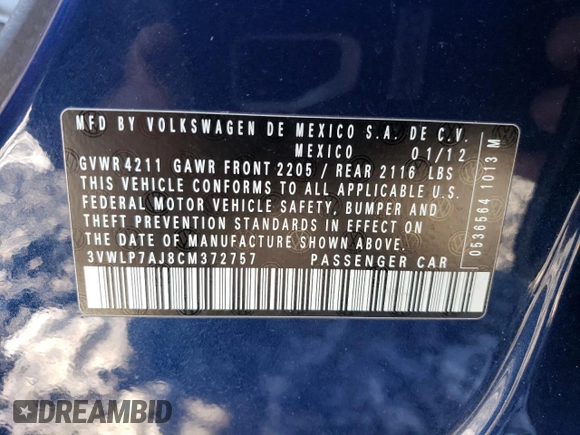 MFD BY VOLKSWAGEN DE MEXICO S.A. DE C.V.
MEXICO 01/12
GVWR 4211 GAWR FRONT 2205 / REAR 2116 LBS
THIS VEHICLE CONFORMS TO ALL APPLICABLE U.S.
FEDERAL MOTOR VEHICLE SAFETY, BUMPER AND
THEFT PREVENTION STANDARDS IN EFFECT ON
THE DATE OF MANUFACTURE SHOWN ABOVE.
3VWLP7AJ8CM372757 PASSENGER CAR
0536564 1013 M
DREAMBID